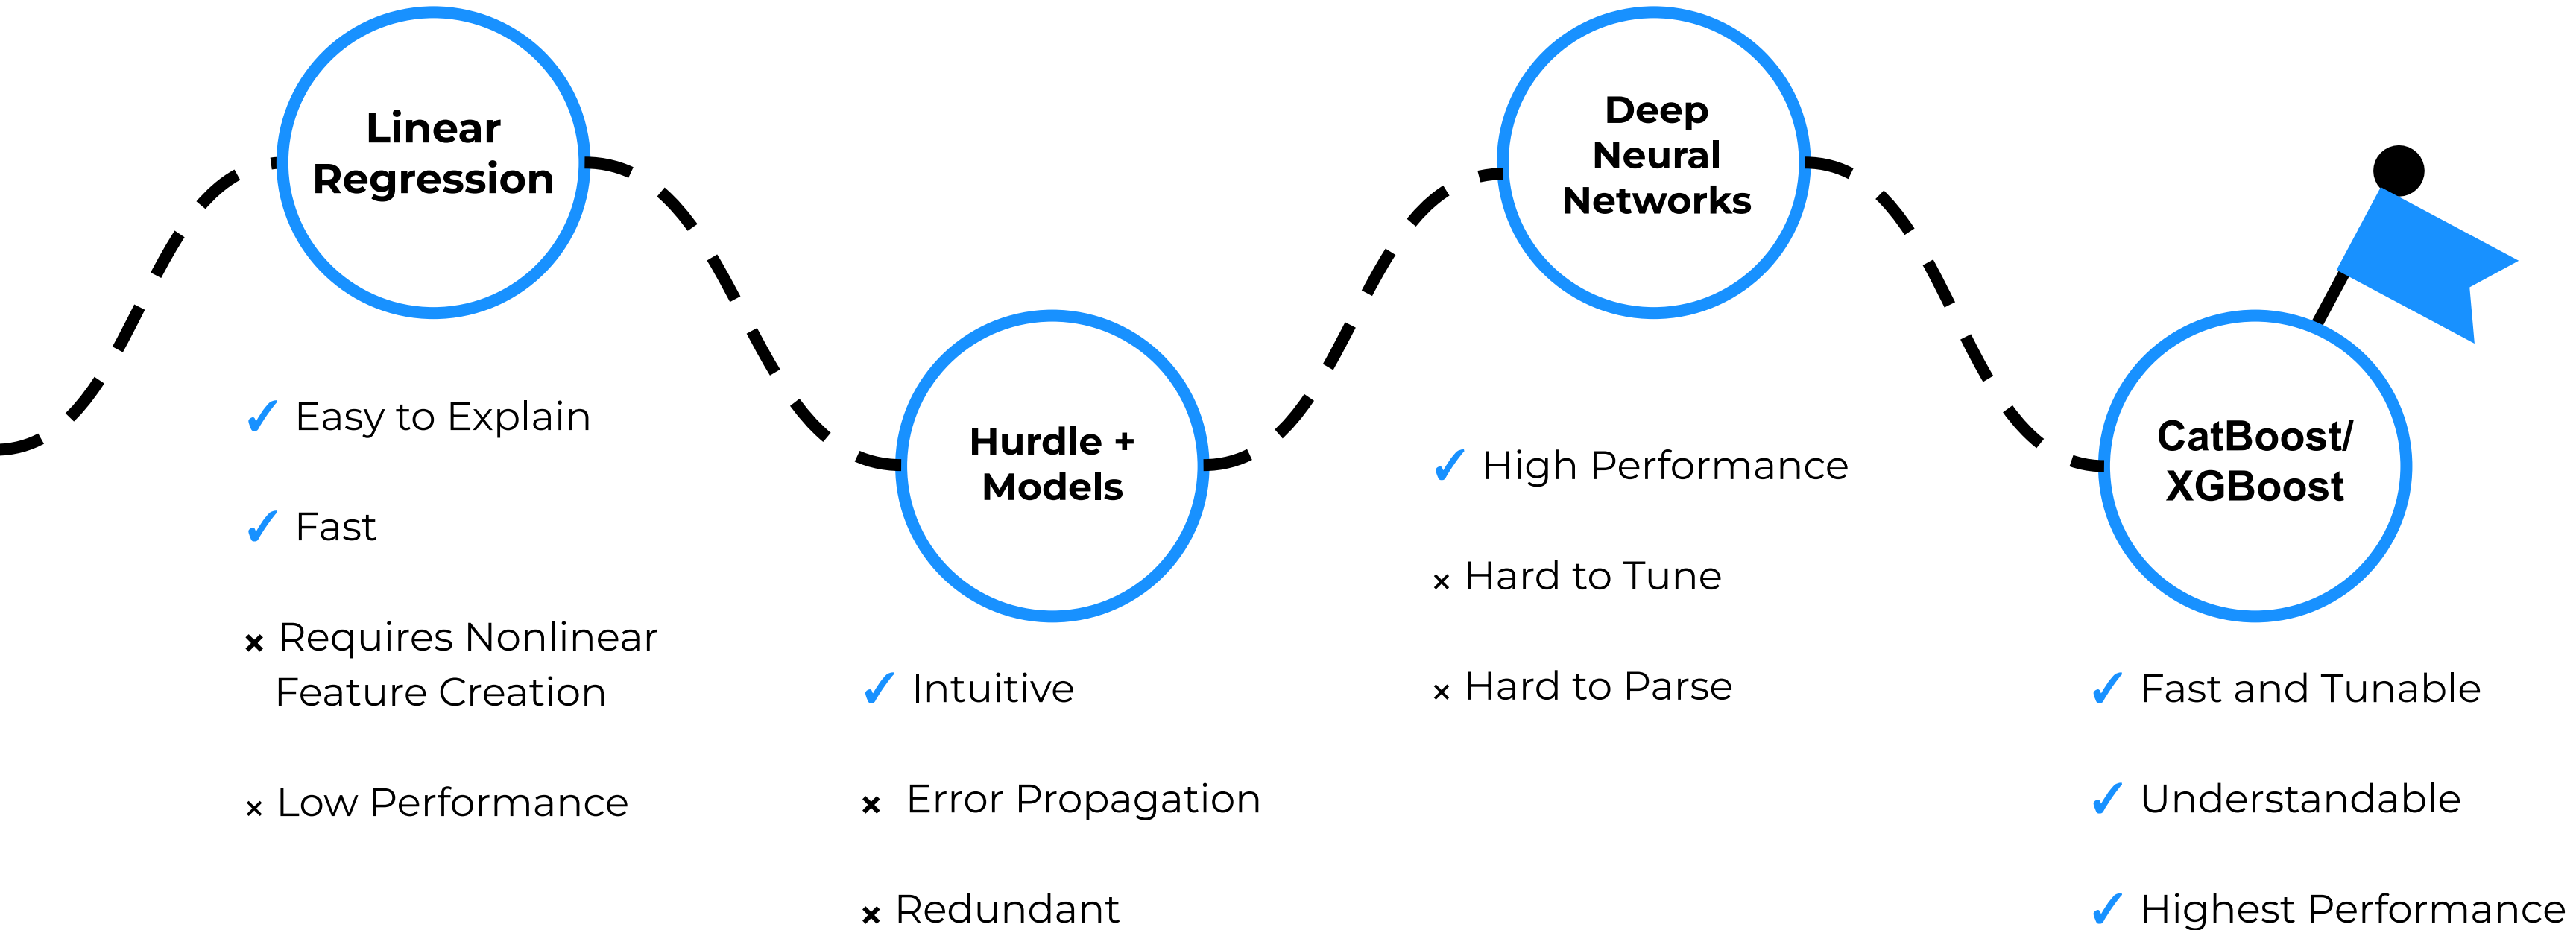 Linear
Regression
✓ Easy to Explain
✓ Fast
× Requires Nonlinear
Feature Creation
× Low Performance
Hurdle +
Models
✓ Intuitive
× Error Propagation
× Redundant
Deep
Neural
Networks
✓ High Performance
× Hard to Tune
× Hard to Parse
CatBoost/
XGBoost
✓ Fast and Tunable
✓ Understandable
✓ Highest Performance